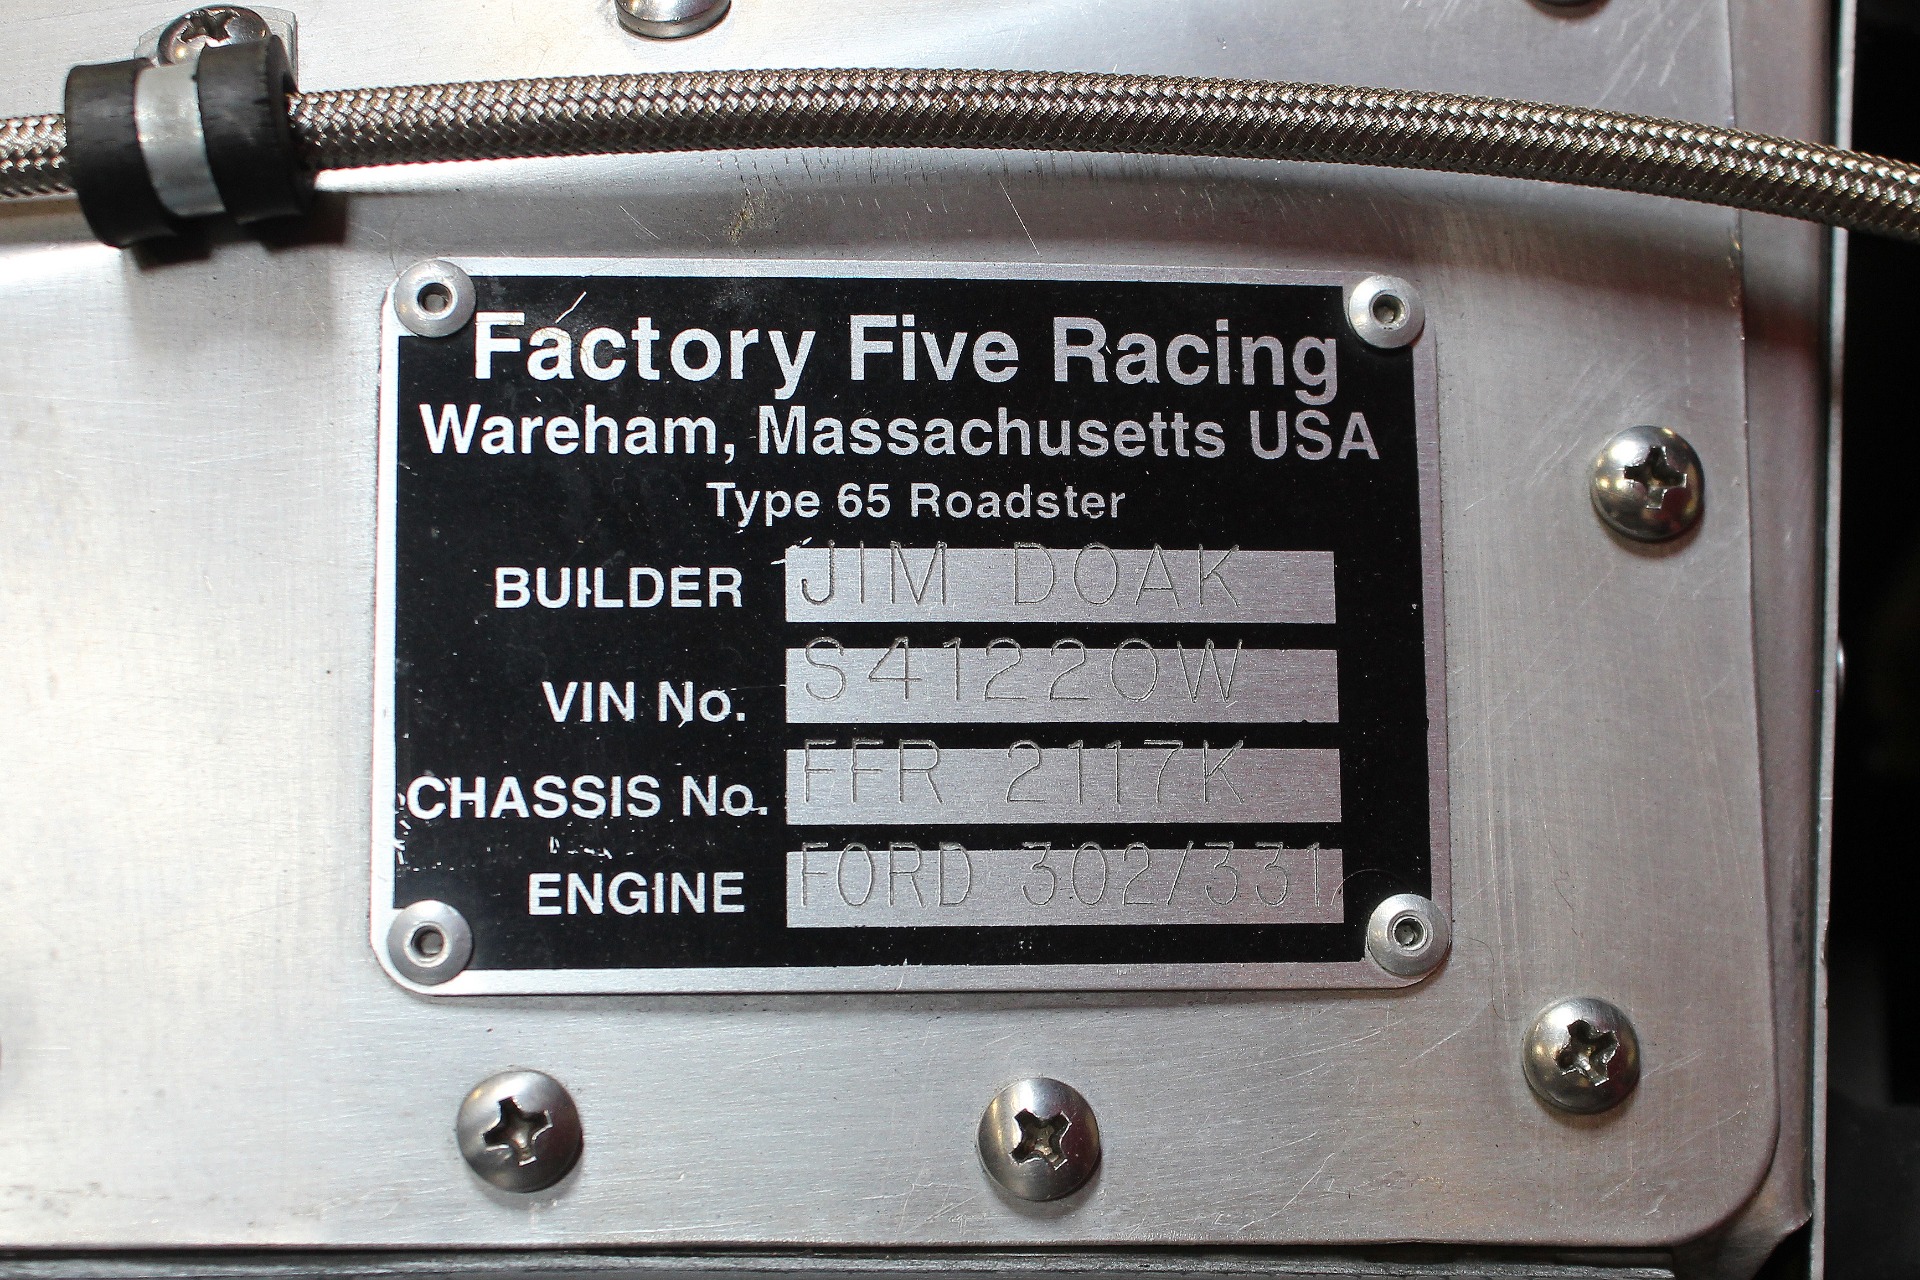 Factory Five Racing
Wareham, Massachusetts USA
Type 65 Roadster
BUILDER JIM DOAK
VIN No. S41220W
CHASSIS No. FFR 2117K
ENGINE FORD 302/331